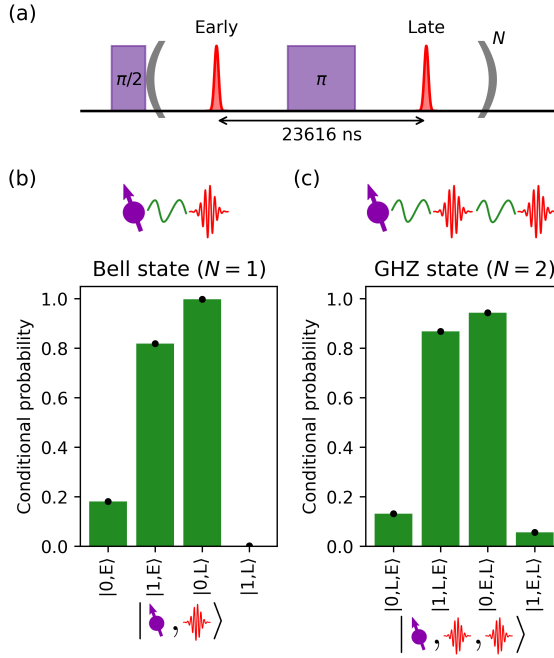 (a)
Early
Late
N
π/2
π
23616 ns
(b)
(c)
Bell state (N = 1)
GHZ state (N = 2)
Conditional probability
1.0
0.8
0.6
0.4
0.2
0.0
|0,E⟩
|1,E⟩
|0,L⟩
|1,L⟩
| , ⟩
Conditional probability
1.0
0.8
0.6
0.4
0.2
0.0
|0,L,E⟩
|1,L,E⟩
|0,E,L⟩
|1,E,L⟩
| , , ⟩